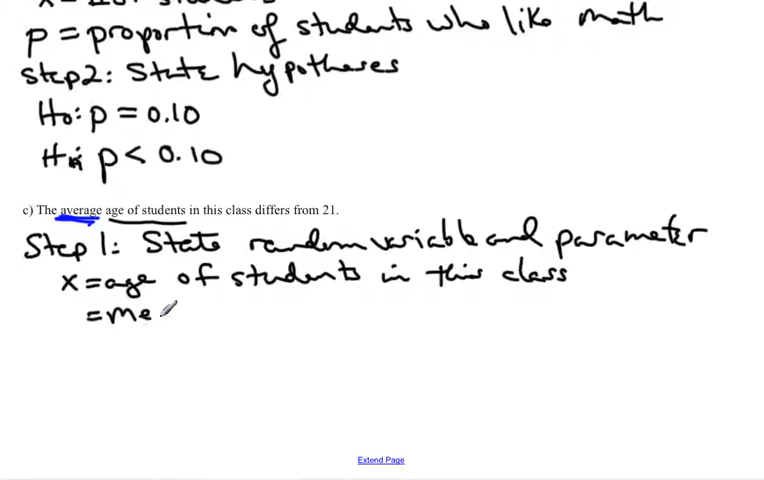 p = proportion of students who like math
Step2: State hypotheses
Ho: p = 0.10
p < 0.10
c) The average age of students in this class differs from 21.
Step 1: State random variable and parameter
x = age of students in this class
= me
Extend Page